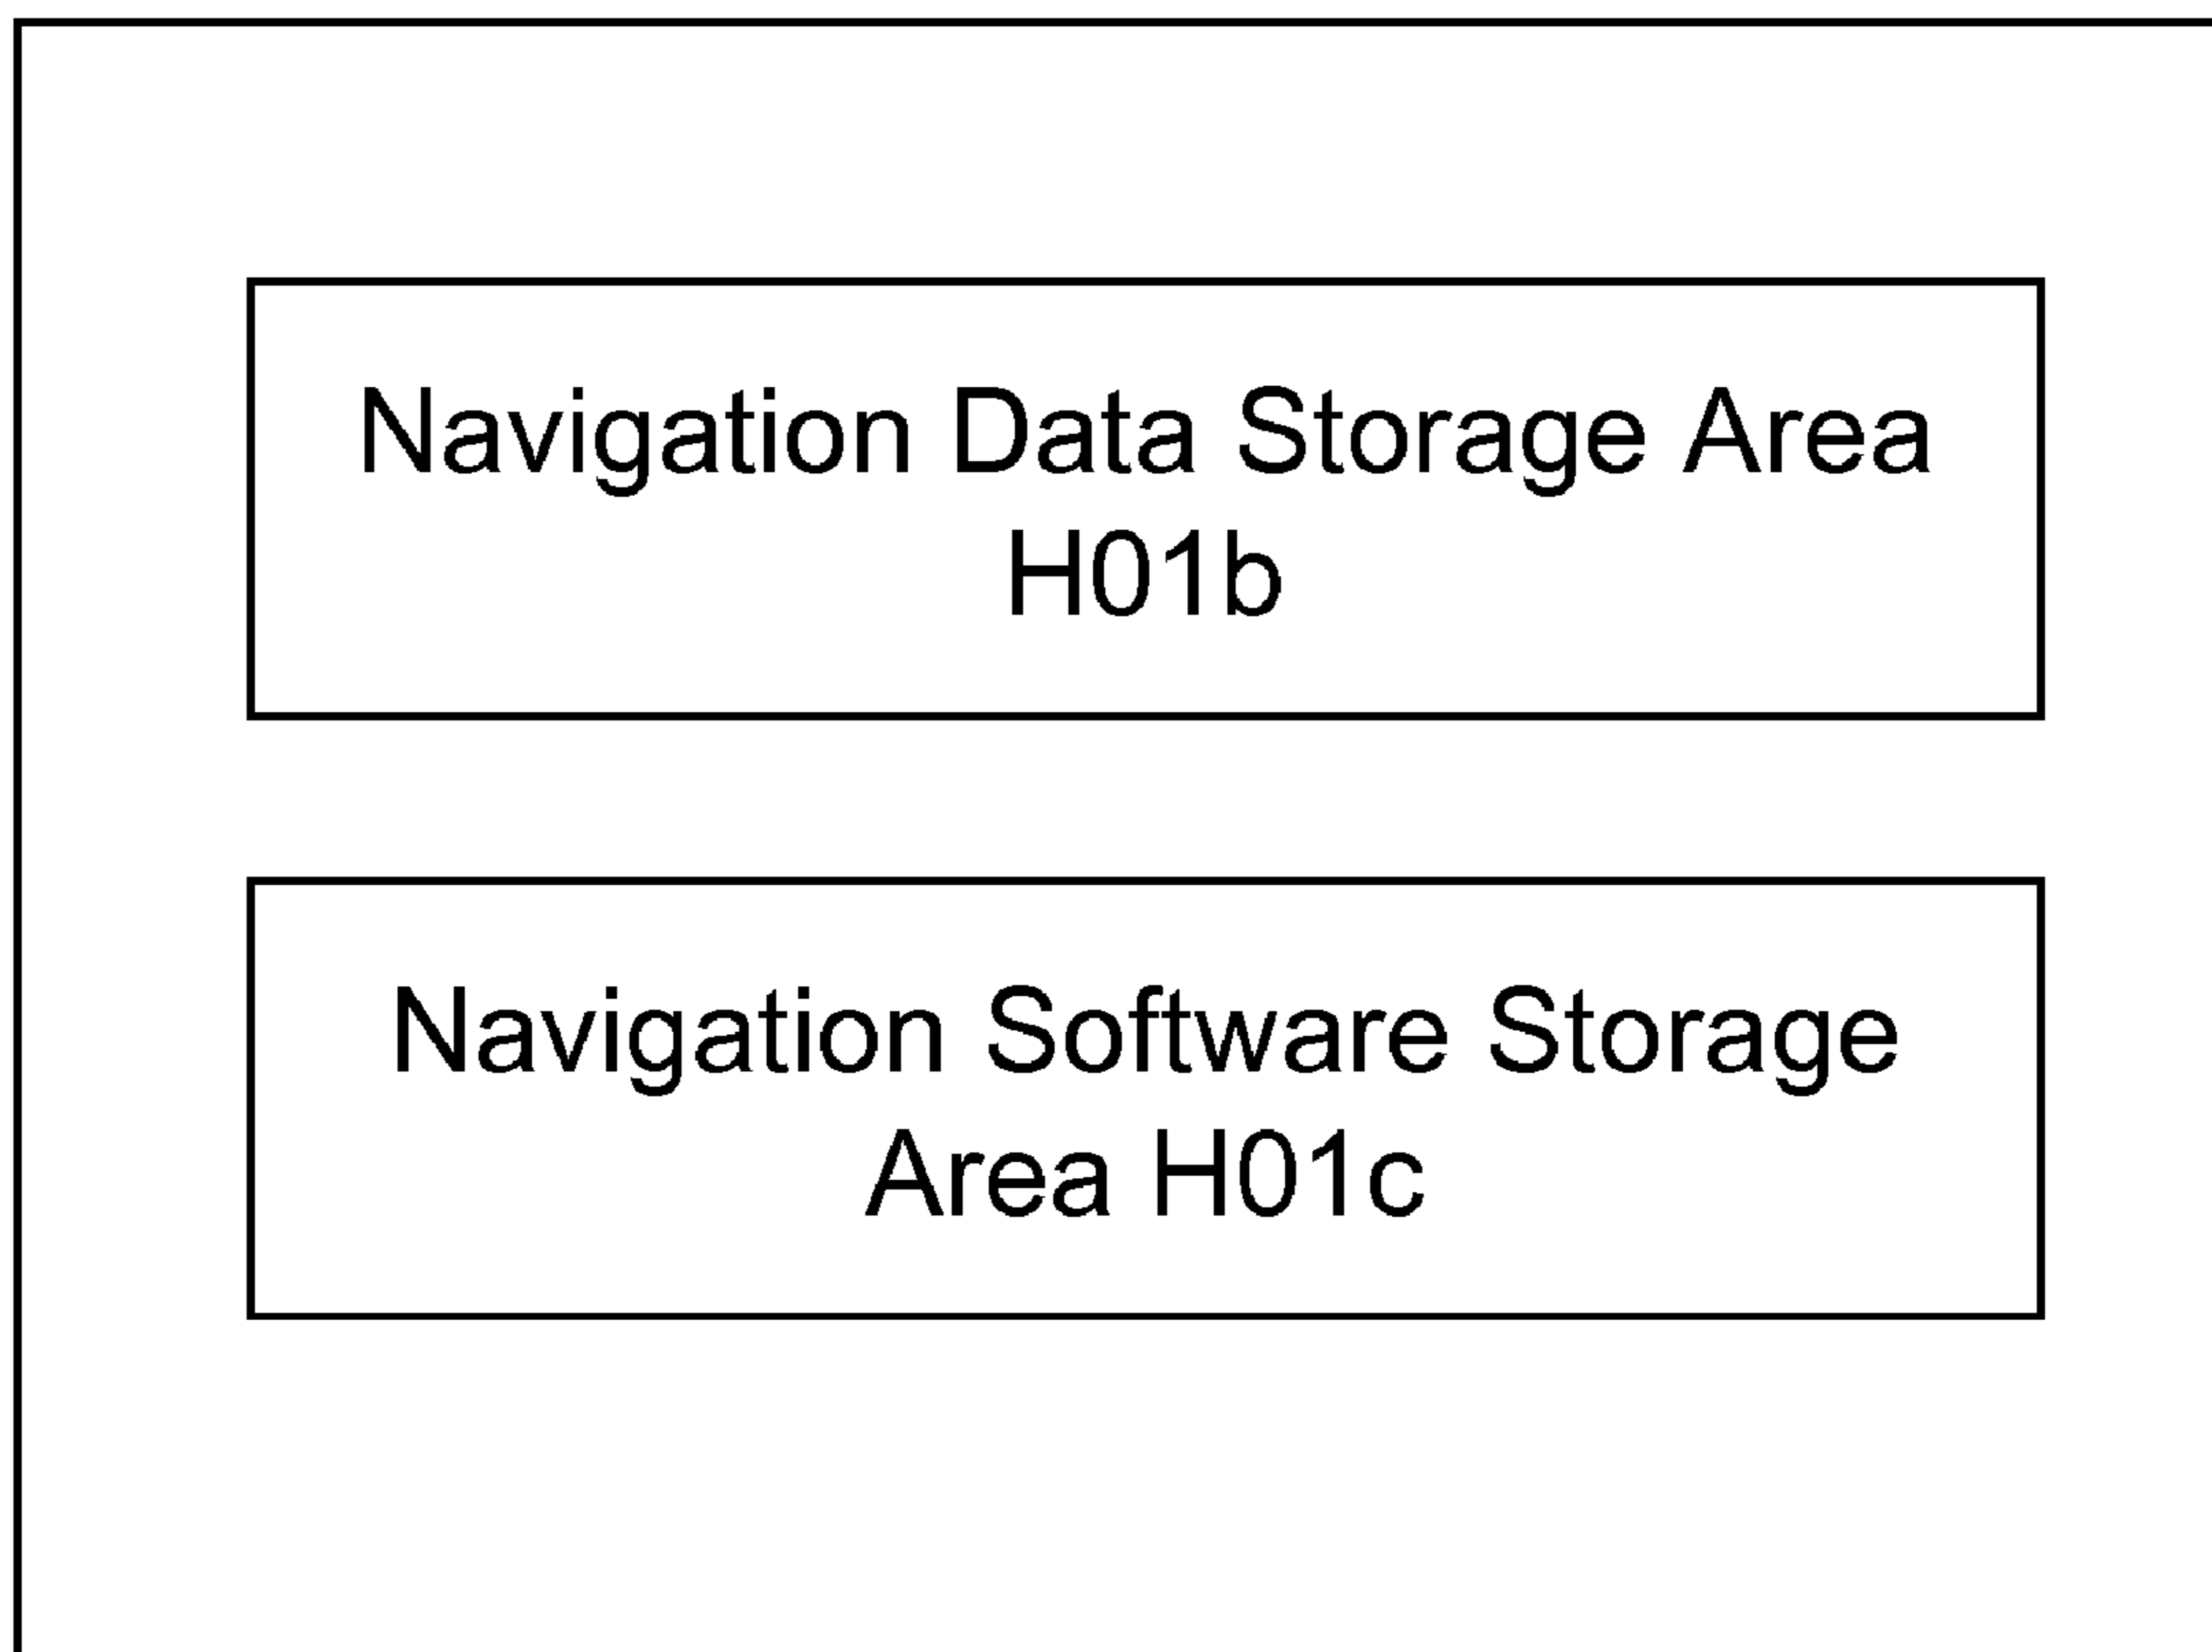 Navigation Data Storage Area
H01b
Navigation Software Storage
Area H01c